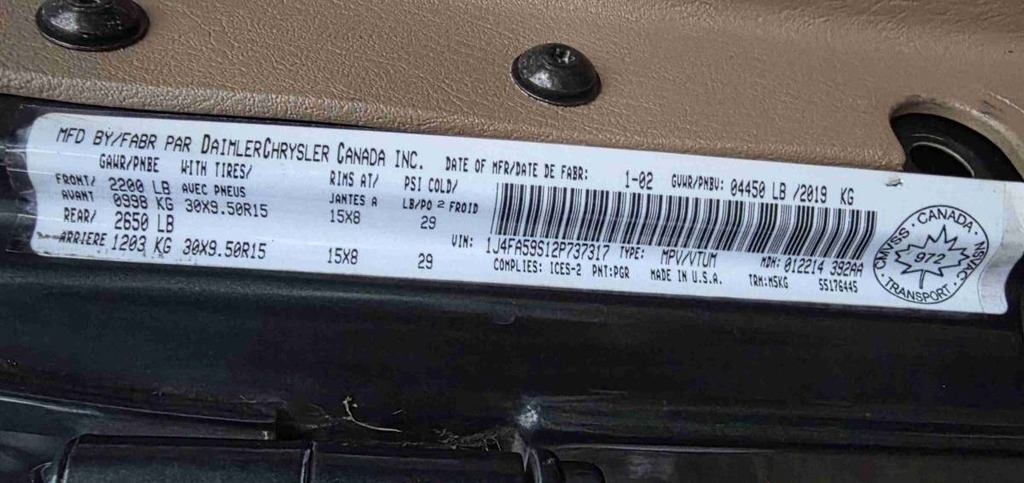 MFD BY/FABR PAR DAIMLERCHRYSLER CANADA INC. DATE OF MFR/DATE DE FABR: 1-02 GVWR/PNBV: 04450 LB /2019 KG
GAWR/PNBE WITH TIRES/ RIMS AT/ PSI COLD/
FRONT/ 2200 LB AVEC PNEUS JANTES A LB/PO 2 FROID
AVANT 0998 KG 30X9.50R15 15X8 29
REAR/ 2650 LB
ARRIERE 1203 KG 30X9.50R15 15X8 29
VIN: 1J4FA59S12P737317 TYPE: MPV/VTUM MDH: 012214 392AA
COMPLIES: ICES-2 PNT:PGR MADE IN U.S.A. TRM:M5KG 55176445
CANADA
CMVSS
NSVAC
972
TRANSPORT